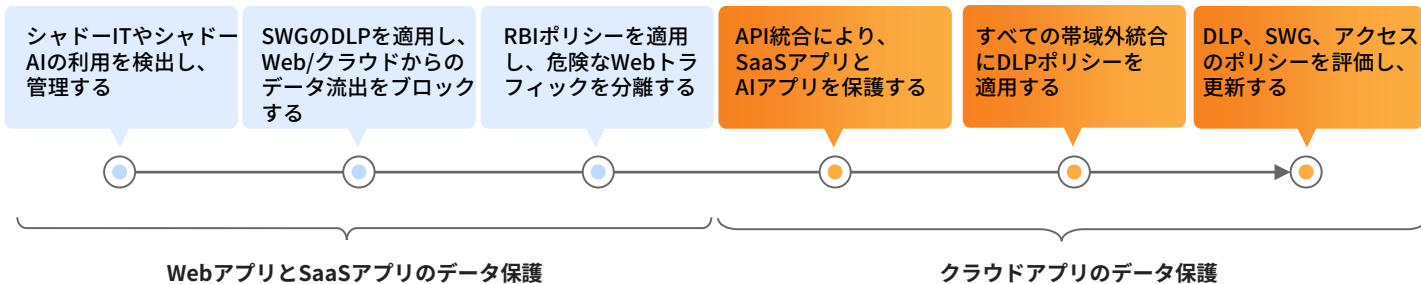 シャドーITやシャドー
AIの利用を検出し、
管理する
SWGのDLPを適用し、
Web/クラウドからの
データ流出をブロック
する
RBIポリシーを適用
し、危険なWebトラ
フィックを分離する
API統合により、
SaaSアプリと
AIアプリを保護する
すべての帯域外統合
にDLPポリシーを
適用する
DLP、SWG、アクセス
のポリシーを評価し、
更新する
WebアプリとSaaSアプリのデータ保護
クラウドアプリのデータ保護